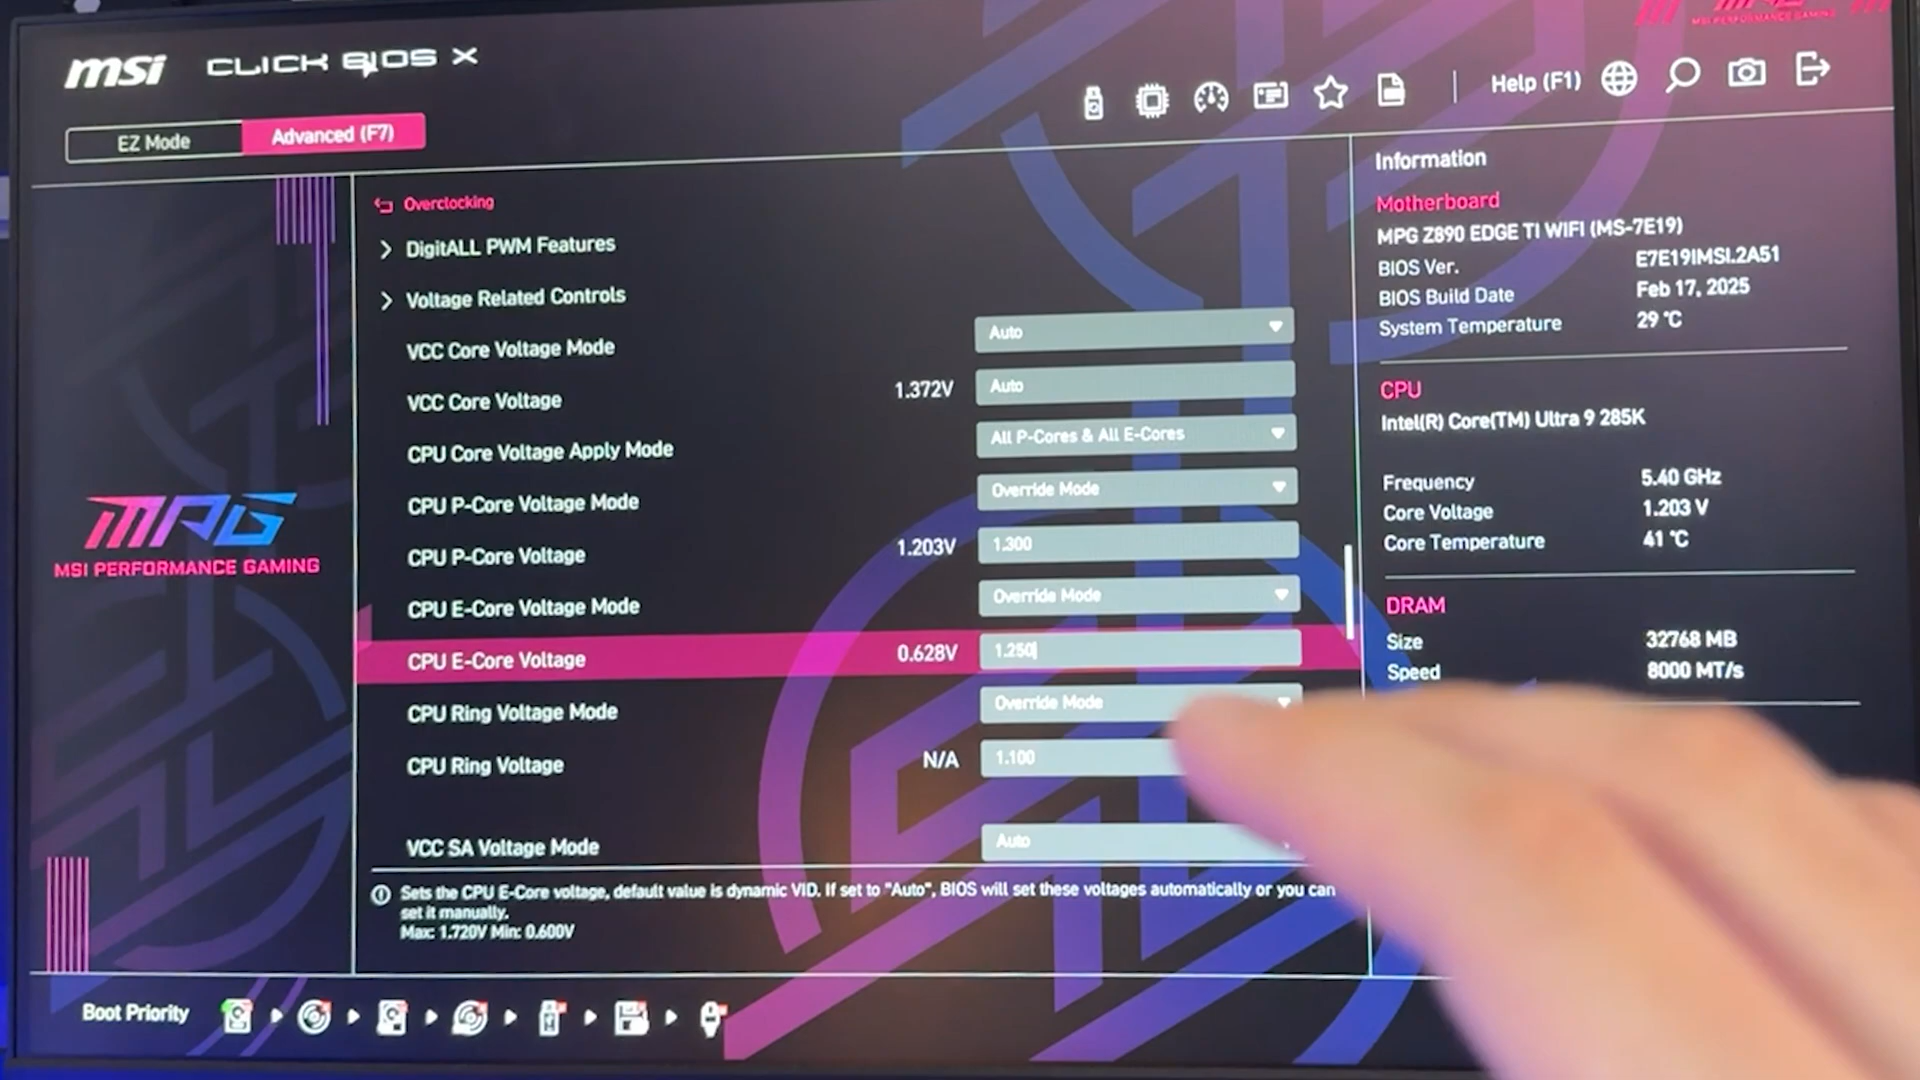 msi CLICK BIOS X
MSI PERFORMANCE GAMING
Help (F1)
EZ Mode
Advanced (F7)
Overclocking
DigitALL PWM Features
Voltage Related Controls
VCC Core Voltage Mode Auto
VCC Core Voltage 1.372V Auto
CPU Core Voltage Apply Mode All P-Cores & All E-Cores
CPU P-Core Voltage Mode Override Mode
CPU P-Core Voltage 1.203V 1.300
CPU E-Core Voltage Mode Override Mode
CPU E-Core Voltage 0.628V 1.250
CPU Ring Voltage Mode Override Mode
CPU Ring Voltage N/A 1.100
VCC SA Voltage Mode Auto
Sets the CPU E-Core voltage, default value is dynamic VID. If set to "Auto", BIOS will set these voltages automatically or you can
set it manually.
Max: 1.720V Min: 0.600V
MPG
MSI PERFORMANCE GAMING
Information
Motherboard
MPG Z890 EDGE TI WIFI (MS-7E19)
BIOS Ver. E7E19IMSI.2A51
BIOS Build Date Feb 17, 2025
System Temperature 29 °C
CPU
Intel(R) Core(TM) Ultra 9 285K
Frequency 5.40 GHz
Core Voltage 1.203 V
Core Temperature 41 °C
DRAM
Size 32768 MB
Speed 8000 MT/s
Boot Priority